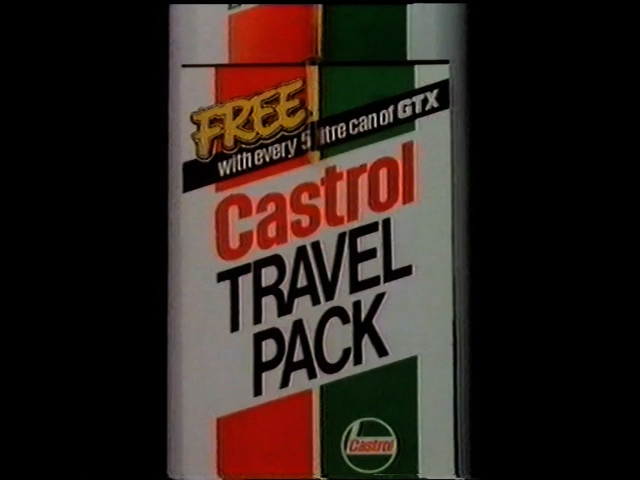 FREE
with every 5 litre can of GTX
Castrol
TRAVEL
PACK
Castrol